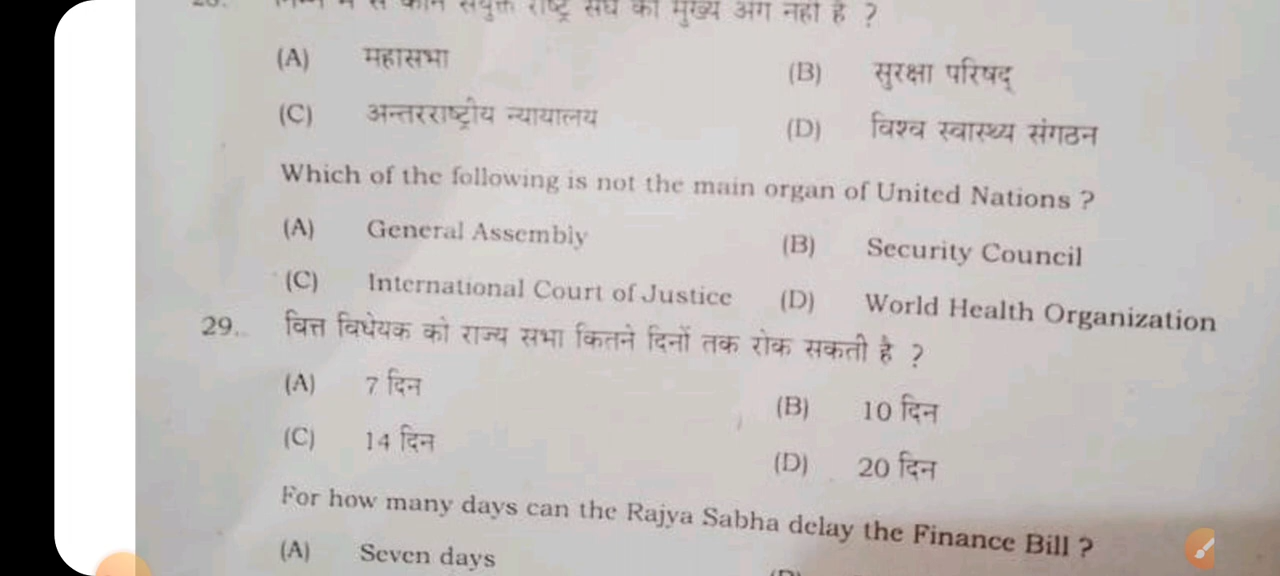 28. निम्न में से कौन संयुक्त राष्ट्र संघ का मुख्य अंग नहीं है ?
(A) महासभा (B) सुरक्षा परिषद्
(C) अन्तरराष्ट्रीय न्यायालय (D) विश्व स्वास्थ्य संगठन
Which of the following is not the main organ of United Nations ?
(A) General Assembly (B) Security Council
(C) International Court of Justice (D) World Health Organization
29. वित्त विधेयक को राज्य सभा कितने दिनों तक रोक सकती है ?
(A) 7 दिन (B) 10 दिन
(C) 14 दिन (D) 20 दिन
For how many days can the Rajya Sabha delay the Finance Bill ?
(A) Seven days